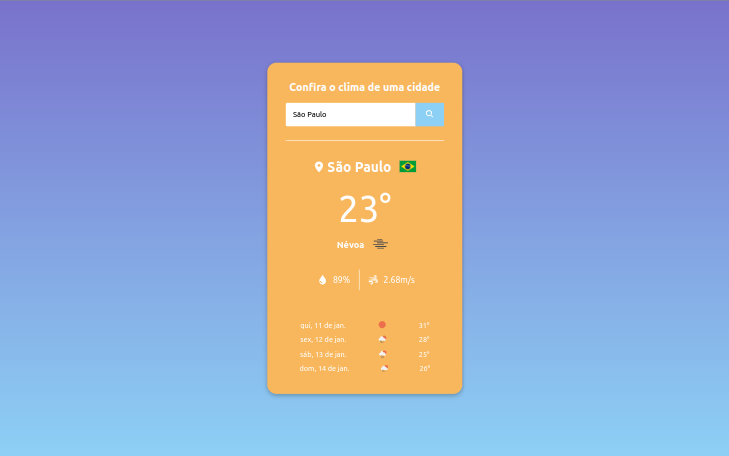 Confira o clima de uma cidade
São Paulo
São Paulo
23°
Névoa
89% 2.68m/s
qui, 11 de jan. 31°
sex, 12 de jan. 28°
sáb, 13 de jan. 25°
dom, 14 de jan. 26°